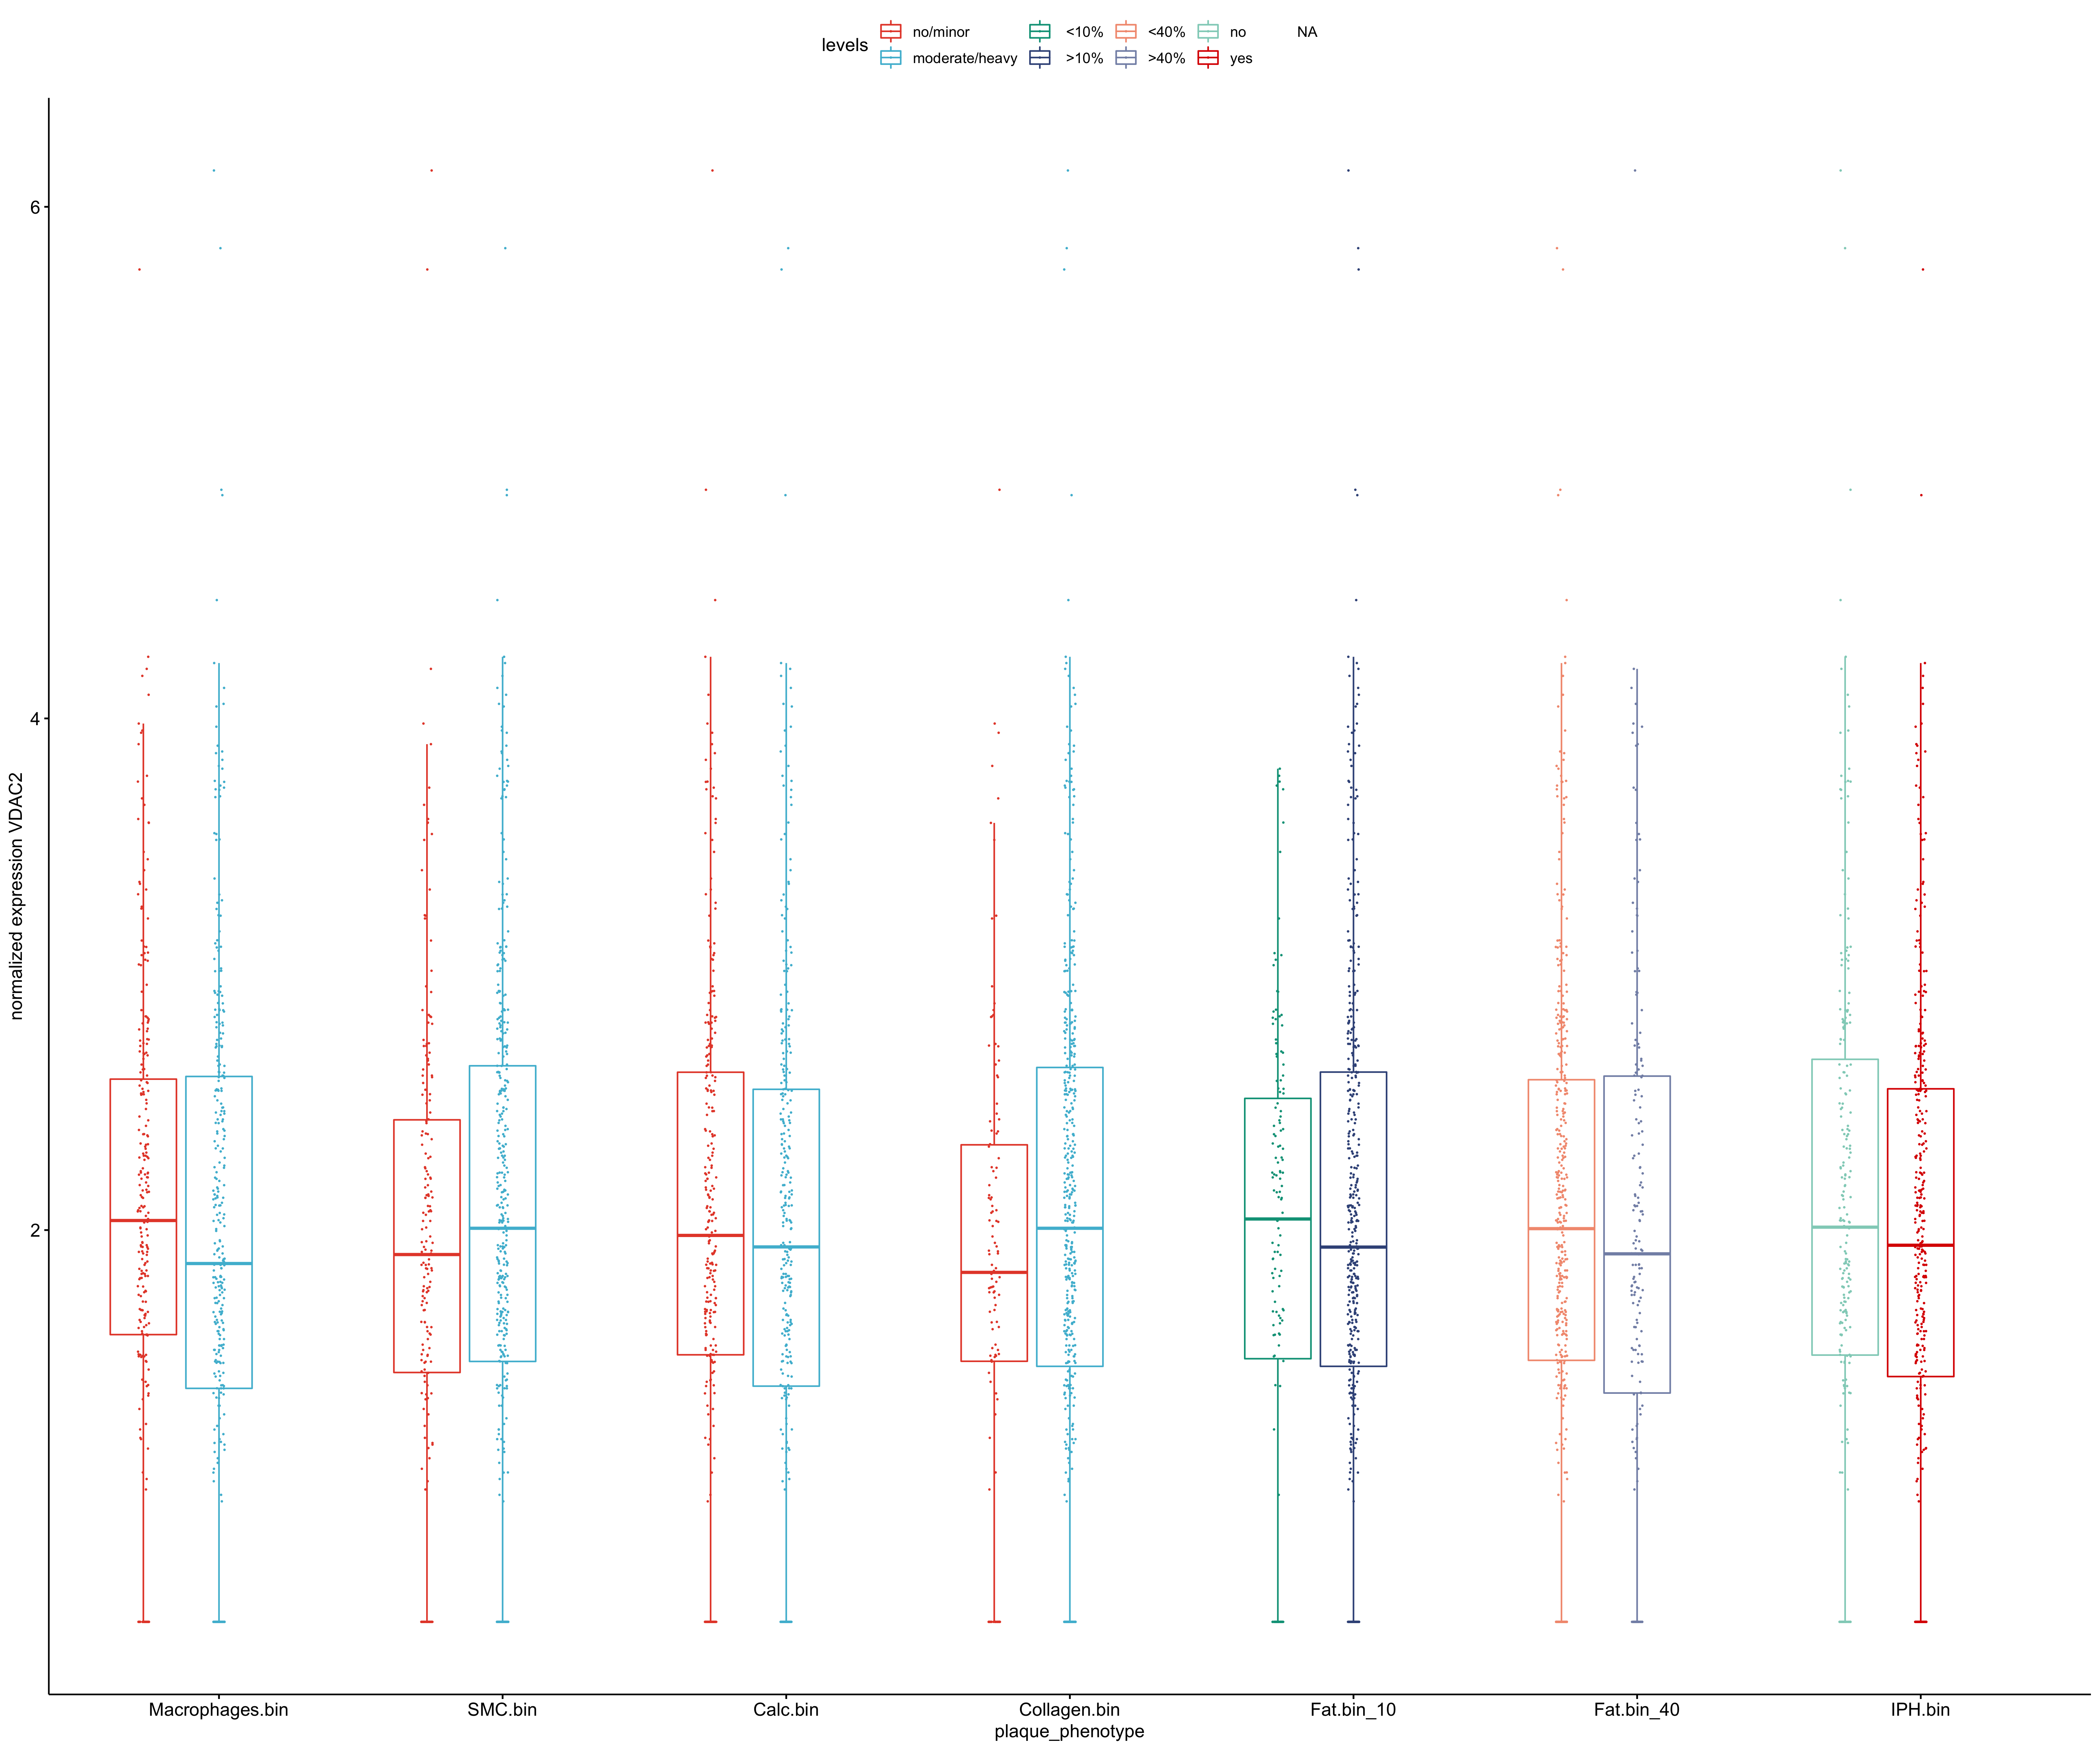 levels
no/minor <10% <40% no NA
moderate/heavy >10% >40% yes
6
4
2
normalized expression VDAC2
Macrophages.bin SMC.bin Calc.bin Collagen.bin Fat.bin_10 Fat.bin_40 IPH.bin
plaque_phenotype